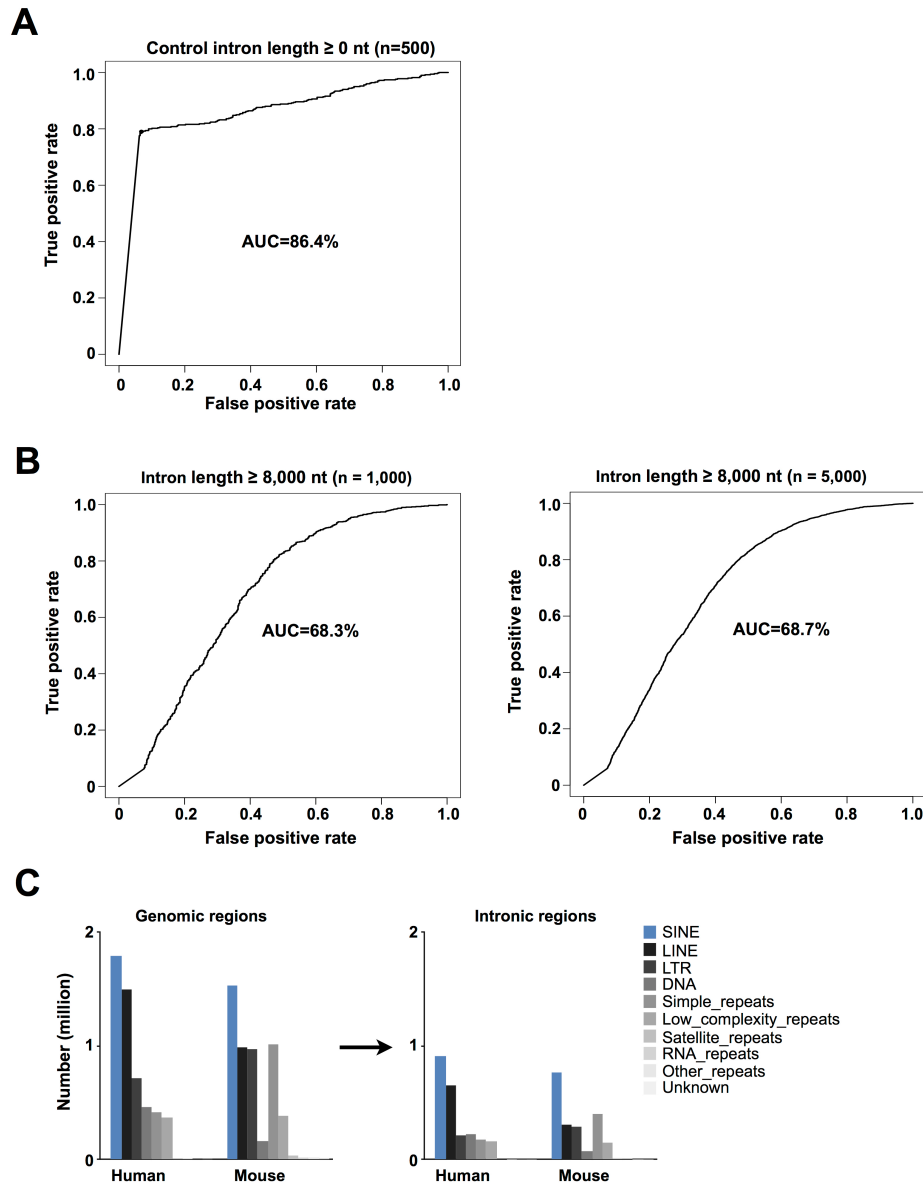 A
Control intron length ≥ 0 nt (n=500)
True positive rate
1.0
0.8
0.6
0.4
0.2
0
AUC=86.4%
0 0.2 0.4 0.6 0.8 1.0
False positive rate
B
Intron length ≥ 8,000 nt (n = 1,000)
True positive rate
1.0
0.8
0.6
0.4
0.2
0
AUC=68.3%
0 0.2 0.4 0.6 0.8 1.0
False positive rate
Intron length ≥ 8,000 nt (n = 5,000)
True positive rate
1.0
0.8
0.6
0.4
0.2
0
AUC=68.7%
0 0.2 0.4 0.6 0.8 1.0
False positive rate
C
Genomic regions
Number (million)
2
1
0
Human Mouse
Intronic regions
2
1
0
Human Mouse
SINE
LINE
LTR
DNA
Simple_repeats
Low_complexity_repeats
Satellite_repeats
RNA_repeats
Other_repeats
Unknown